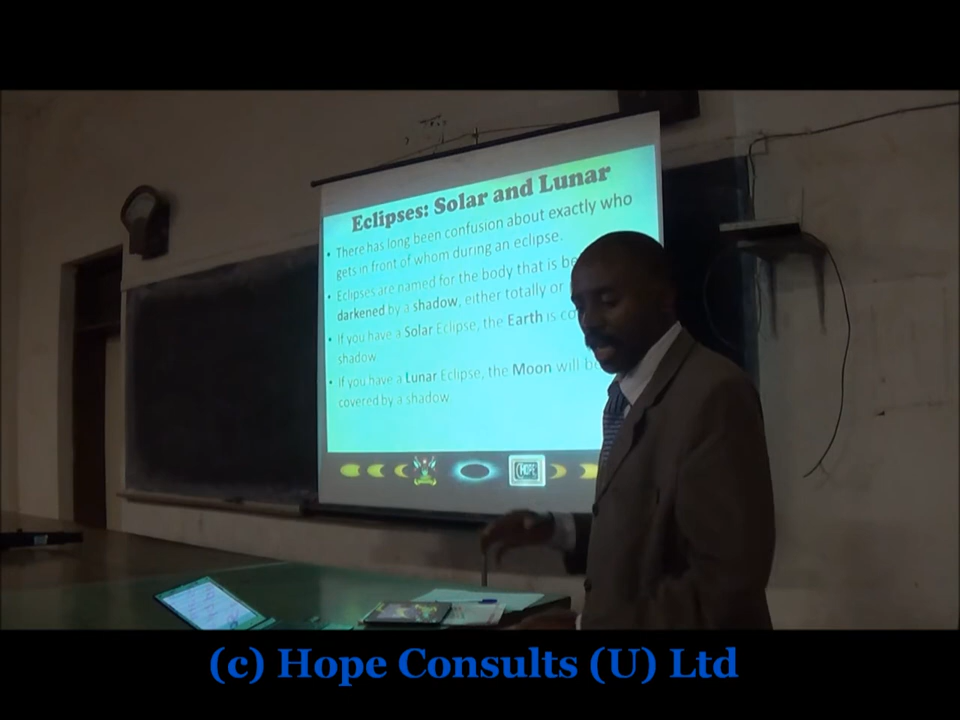 Eclipses: Solar and Lunar
• There has long been confusion about exactly who
gets in front of whom during an eclipse.
• Eclipses are named for the body that is
darkened by a shadow, either totally or
• If you have a Solar Eclipse, the Earth is
shadow
• If you have a Lunar Eclipse, the Moon will
covered by a shadow
HOPE
(c) Hope Consults (U) Ltd